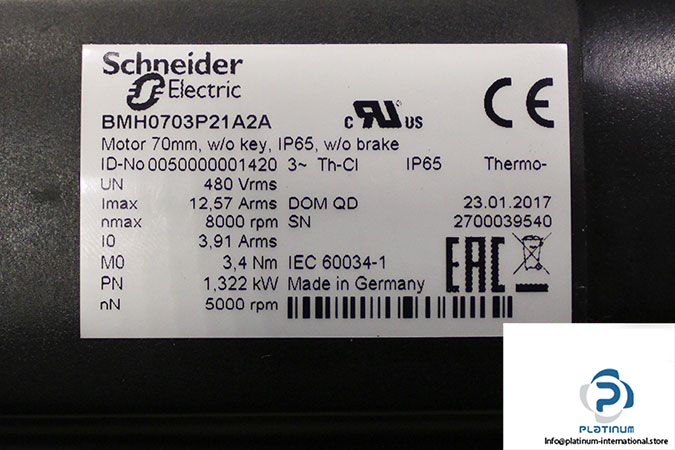 Schneider
Electric
BMH0703P21A2A
c RU US
CE
Motor 70mm, w/o key, IP65, w/o brake
ID-No 0050000001420 3~ Th-Cl IP65 Thermo-
UN 480 Vrms
Imax 12,57 Arms DOM QD 23.01.2017
nmax 8000 rpm SN 2700039540
I0 3,91 Arms
M0 3,4 Nm IEC 60034-1
PN 1,322 kW Made in Germany
nN 5000 rpm
EAC
P
PLATINUM
Info@platinum-international.store